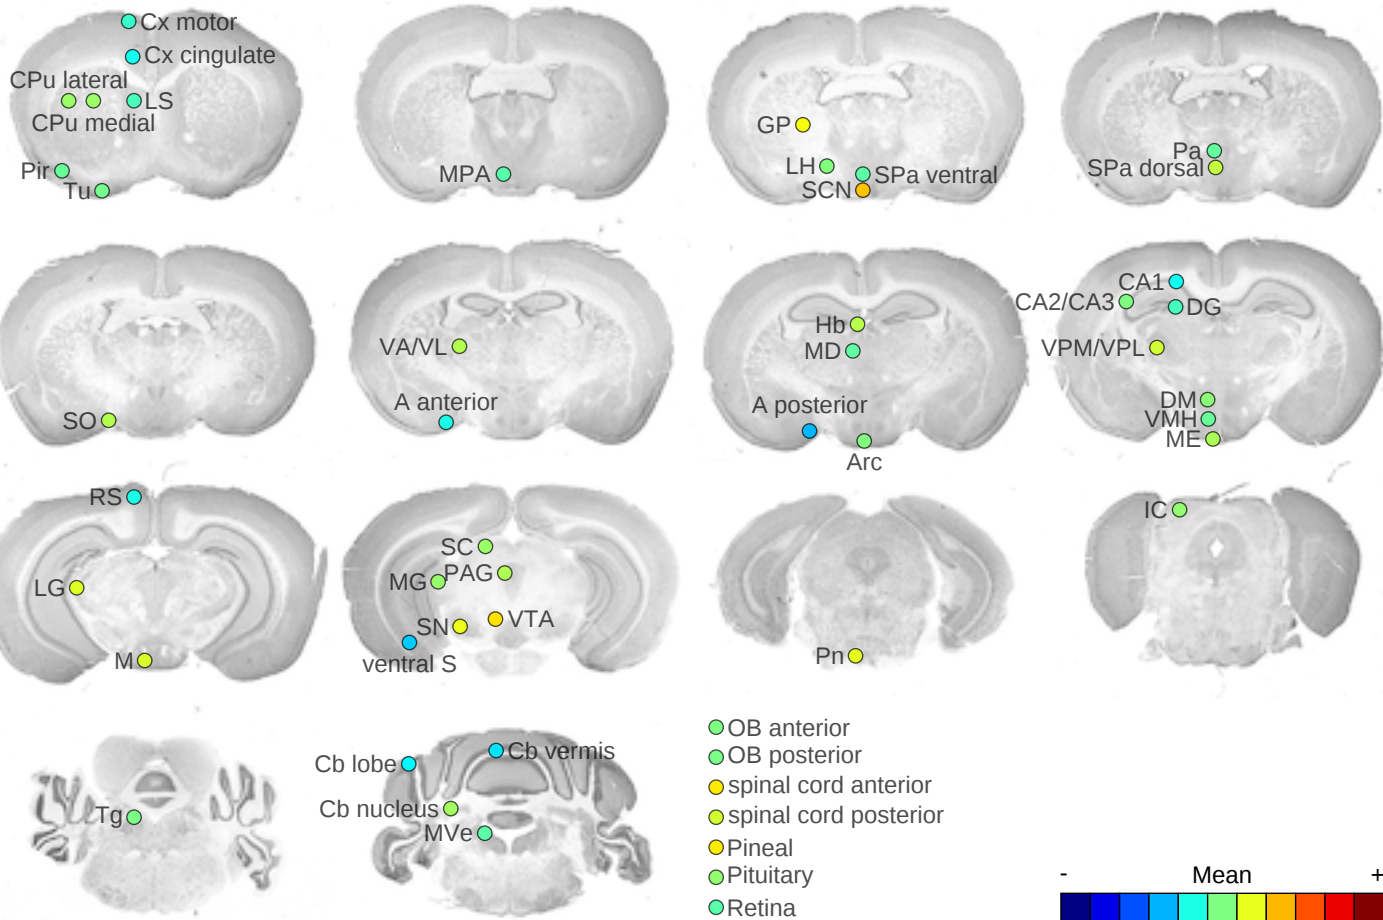 Cx motor
Cx cingulate
CPu lateral
LS
CPu medial
Pir
Tu
MPA
GP
LH
SPa ventral
SCN
Pa
SPa dorsal
SO
VA/VL
A anterior
Hb
MD
A posterior
Arc
CA1
CA2/CA3
DG
VPM/VPL
DM
VMH
ME
RS
LG
M
SC
PAG
MG
VTA
SN
ventral S
Pn
IC
Tg
Cb vermis
Cb lobe
Cb nucleus
MVe
OB anterior
OB posterior
spinal cord anterior
spinal cord posterior
Pineal
Pituitary
Retina
- Mean +